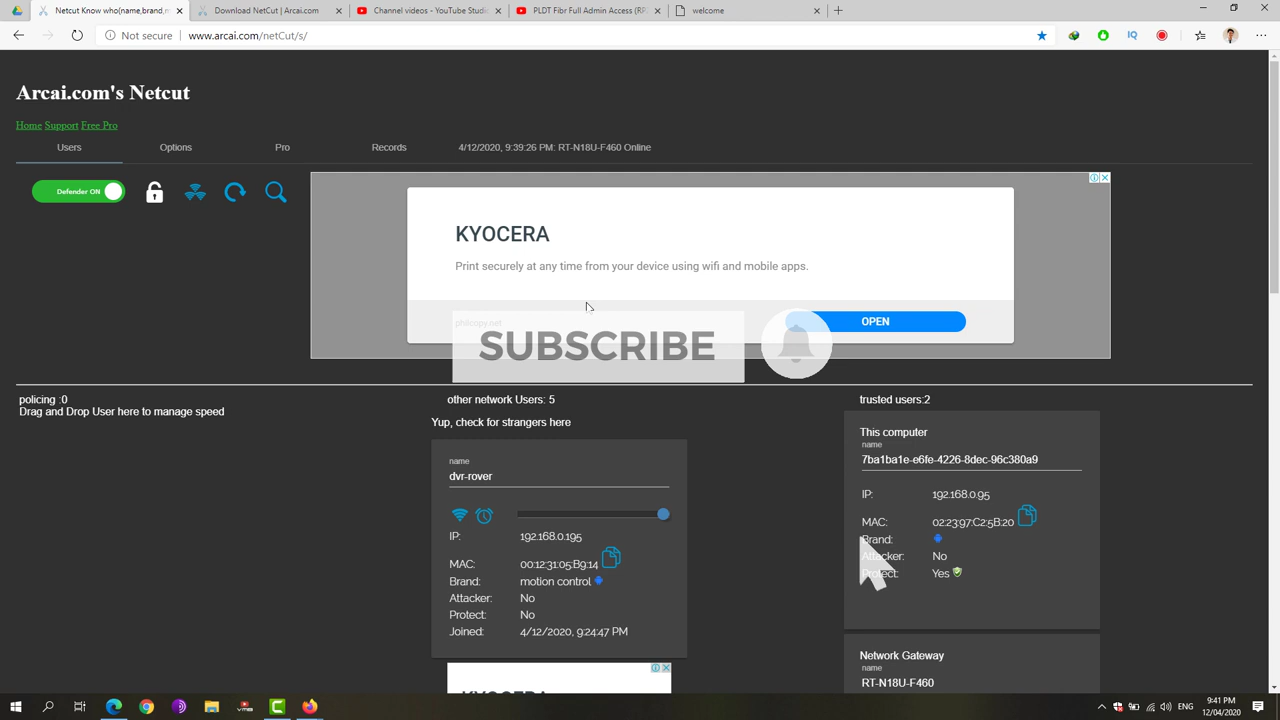 Netcut Know who(name,brand,m
Download NetCut | Arcai.com
Channel videos - YouTube Studio
PLDT Fibr Full Admin Access (RP
welcome
Not secure
www.arcai.com/netCut/s/
Arcai.com's Netcut
Home Support Free Pro
Users
Options
Pro
Records
4/12/2020, 9:39:26 PM: RT-N18U-F460 Online
Defender ON
KYOCERA
Print securely at any time from your device using wifi and mobile apps.
philcopy.net
OPEN
SUBSCRIBE
policing :0
Drag and Drop User here to manage speed
other network Users: 5
Yup, check for strangers here
name
dvr-rover
IP: 192.168.0.195
MAC: 00:12:31:05:B9:14
Brand: motion control
Attacker: No
Protect: No
Joined: 4/12/2020, 9:24:47 PM
KYOCERA
trusted users:2
This computer
name
7ba1ba1e-e6fe-4226-8dec-96c380a9
IP: 192.168.0.95
MAC: 02:23:97:C2:5B:20
Brand:
Attacker: No
Protect: Yes
Network Gateway
name
RT-N18U-F460
ENG
9:41 PM
12/04/2020